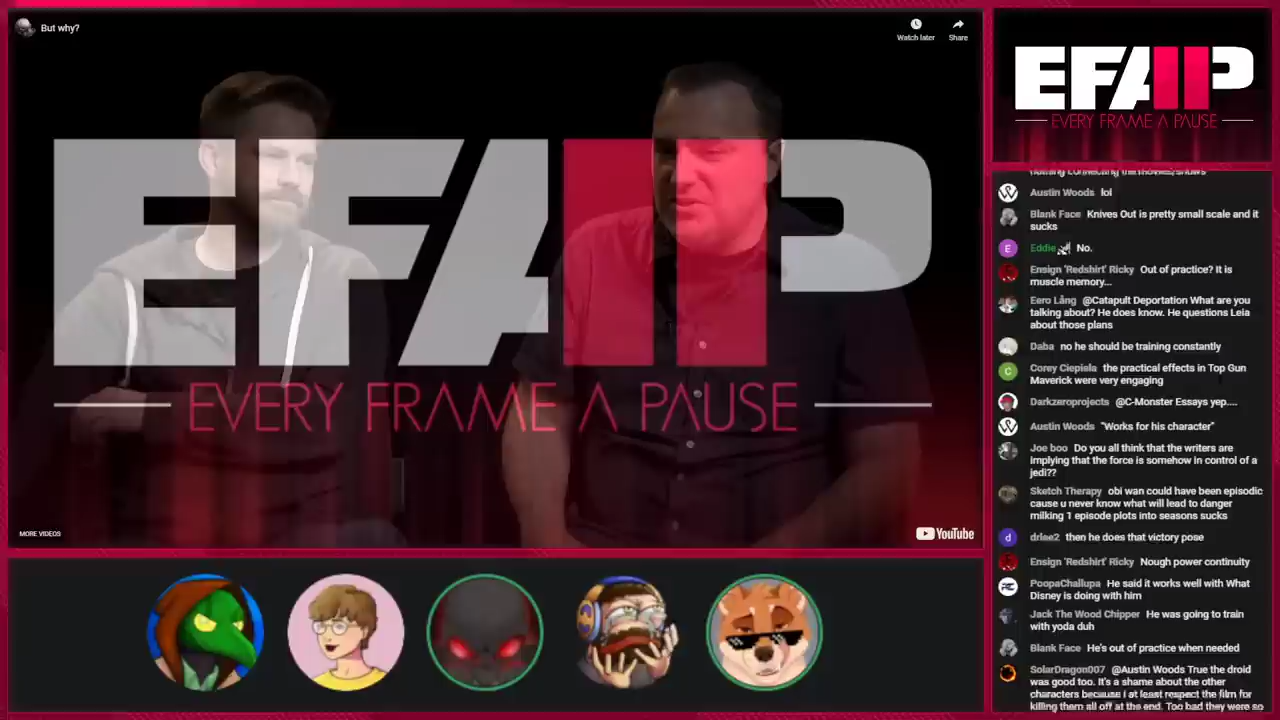 But why?
Watch later
Share
EFAP
EVERY FRAME A PAUSE
MORE VIDEOS
YouTube
EFAP
EVERY FRAME A PAUSE
nothing connecting the movies/shows
Austin Woods lol
Blank Face Knives Out is pretty small scale and it
sucks
E
Eddie No.
Ensign 'Redshirt' Ricky Out of practice? It is
muscle memory...
Eero Lång @Catapult Deportation What are you
talking about? He does know. He questions Leia
about those plans
Daba no he should be training constantly
C
Corey Ciepiela the practical effects in Top Gun
Maverick were very engaging
Darkzeroprojects @C-Monster Essays yep....
Austin Woods "Works for his character"
Joe boo Do you all think that the writers are
implying that the force is somehow in control of a
jedi??
Sketch Therapy obi wan could have been episodic
cause u never know what will lead to danger
milking 1 episode plots into seasons sucks
d
drlee2 then he does that victory pose
Ensign 'Redshirt' Ricky Nough power continuity
PoopaChallupa He said it works well with What
Disney is doing with him
Jack The Wood Chipper He was going to train
with yoda duh
Blank Face He's out of practice when needed
SolarDragon007 @Austin Woods True the droid
was good too. It's a shame about the other
characters because i at least respect the film for
killing them all off at the end. Too bad they were so